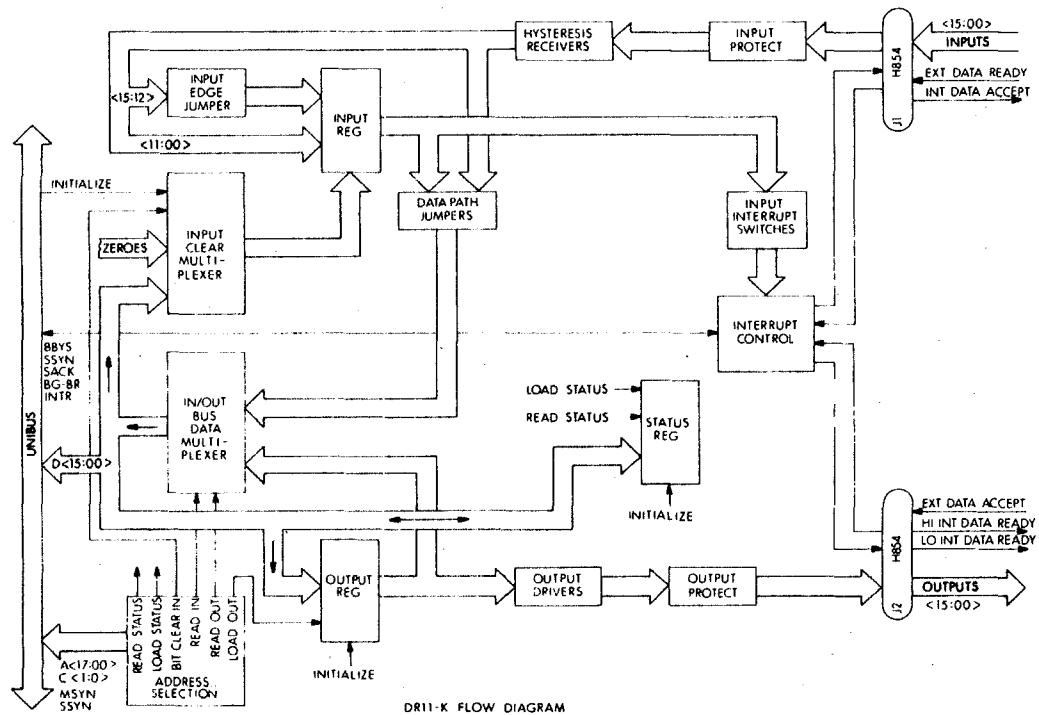 <15:00>
INPUTS
EXT DATA READY
INT DATA ACCEPT
H854
J1
INPUT
PROTECT
HYSTERESIS
RECEIVERS
<15:12>
INPUT
EDGE
JUMPER
<11:00>
INPUT
REG
INITIALIZE
ZEROES
INPUT
CLEAR
MULTI-
PLEXER
DATA PATH
JUMPERS
INPUT
INTERRUPT
SWITCHES
INTERRUPT
CONTROL
UNIBUS
BBYS
SSYN
SACK
BG-BR
INTR
D<15:00>
IN/OUT
BUS
DATA
MULTI-
PLEXER
LOAD STATUS
READ STATUS
STATUS
REG
INITIALIZE
EXT DATA ACCEPT
HI INT DATA READY
LO INT DATA READY
H854
J2
OUTPUTS
<15:00>
OUTPUT
REG
INITIALIZE
OUTPUT
DRIVERS
OUTPUT
PROTECT
READ STATUS
LOAD STATUS
BIT CLEAR IN
READ IN
READ OUT
LOAD OUT
ADDRESS
SELECTION
A<17:00>
C<1:0>
MSYN
SSYN
DR11-K FLOW DIAGRAM